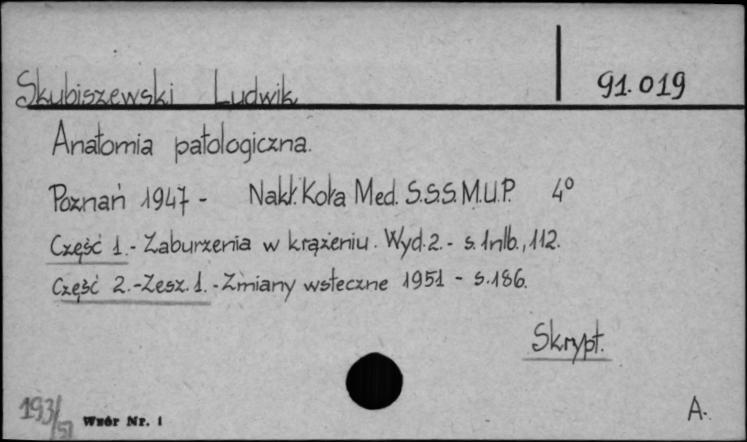 Skubiszewski Ludwik
91.019
Anatomia patologiczna.
Poznań 1947 - Nakł. Koła Med. S.S.S.M.U.P. 4°
Część 1. - Zaburzenia w krążeniu. Wyd. 2. - s. 1nlb., 112.
Część 2. - Zesz. 1. - Zmiany wsteczne 1951 - s. 186.
Skrypt.
193/51
Wzór Nr. 1
A.